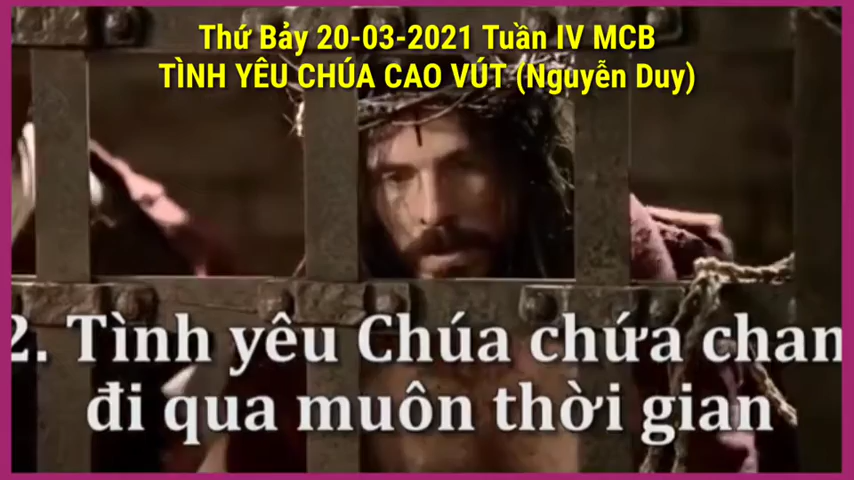 Thứ Bảy 20-03-2021 Tuần IV MCB
TÌNH YÊU CHÚA CAO VÚT (Nguyễn Duy)
2. Tình yêu Chúa chứa chan
đi qua muôn thời gian